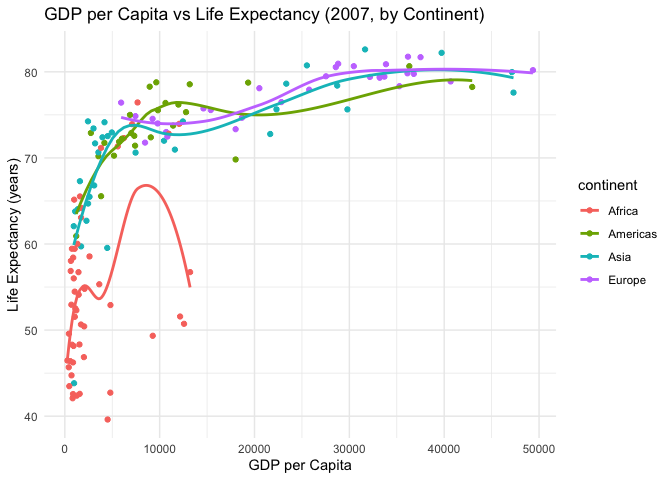 GDP per Capita vs Life Expectancy (2007, by Continent)
Life Expectancy (years)
80
70
60
50
40
0 10000 20000 30000 40000 50000
GDP per Capita
continent
Africa
Americas
Asia
Europe